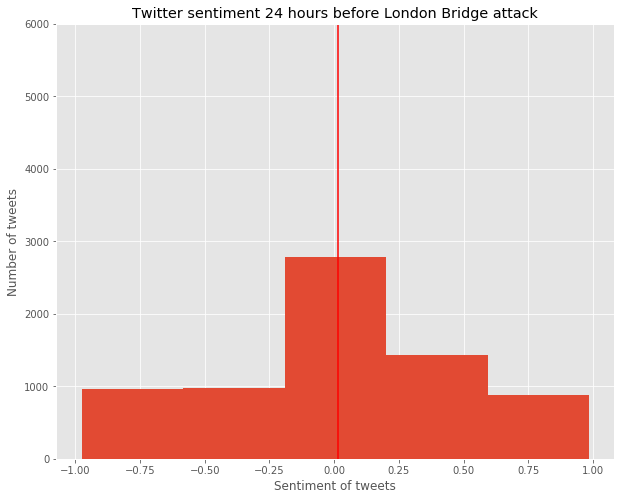 Twitter sentiment 24 hours before London Bridge attack
6000
5000
4000
3000
2000
1000
0
Number of tweets
−1.00 −0.75 −0.50 −0.25 0.00 0.25 0.50 0.75 1.00
Sentiment of tweets